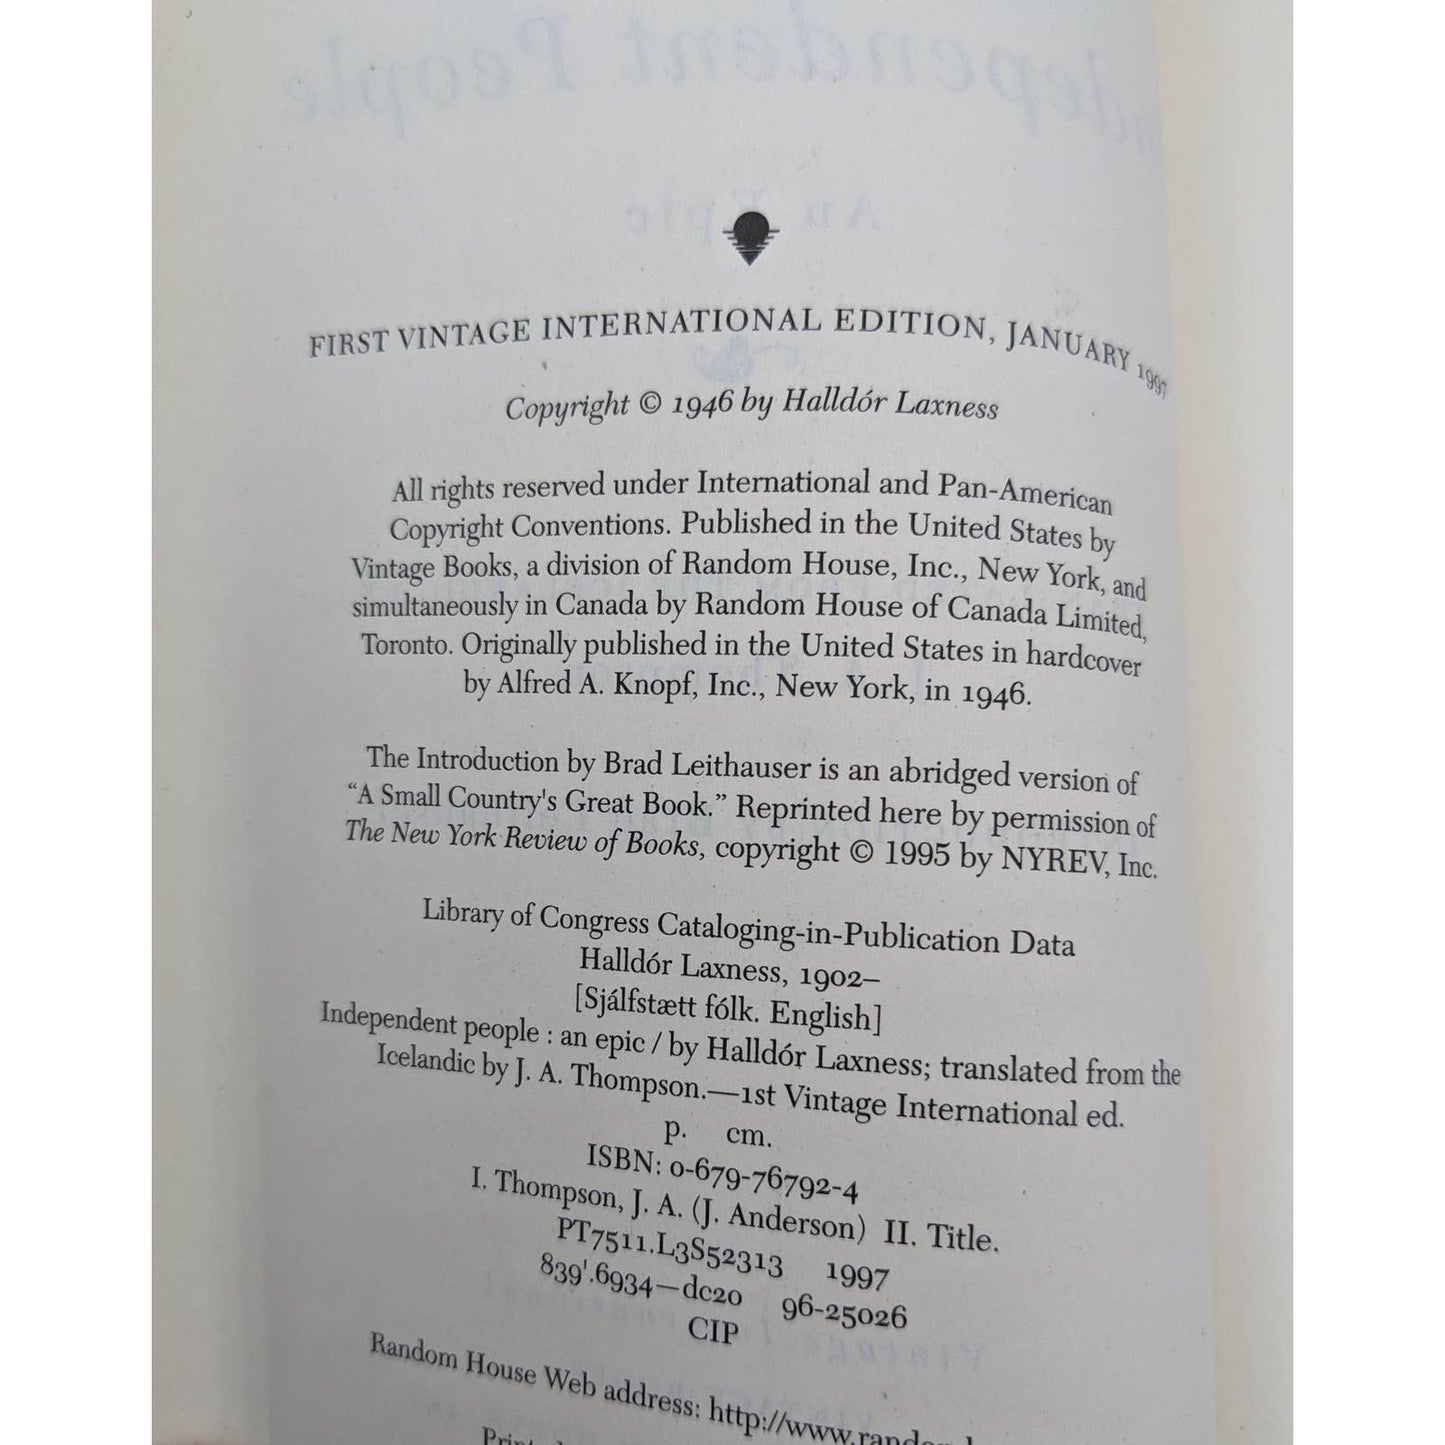 FIRST VINTAGE INTERNATIONAL EDITION, JANUARY 1997
Copyright © 1946 by Halldór Laxness
All rights reserved under International and Pan-American
Copyright Conventions. Published in the United States by
Vintage Books, a division of Random House, Inc., New York, and
simultaneously in Canada by Random House of Canada Limited,
Toronto. Originally published in the United States in hardcover
by Alfred A. Knopf, Inc., New York, in 1946.
The Introduction by Brad Leithauser is an abridged version of
“A Small Country's Great Book.” Reprinted here by permission of
The New York Review of Books, copyright © 1995 by NYREV, Inc.
Library of Congress Cataloging-in-Publication Data
Halldór Laxness, 1902–
[Sjálfstætt fólk. English]
Independent people : an epic / by Halldór Laxness; translated from the
Icelandic by J. A. Thompson.—1st Vintage International ed.
p. cm.
ISBN: 0-679-76792-4
I. Thompson, J. A. (J. Anderson) II. Title.
PT7511.L3S52313 1997
839'.6934—dc20 96-25026
CIP
Random House Web address: http://www.